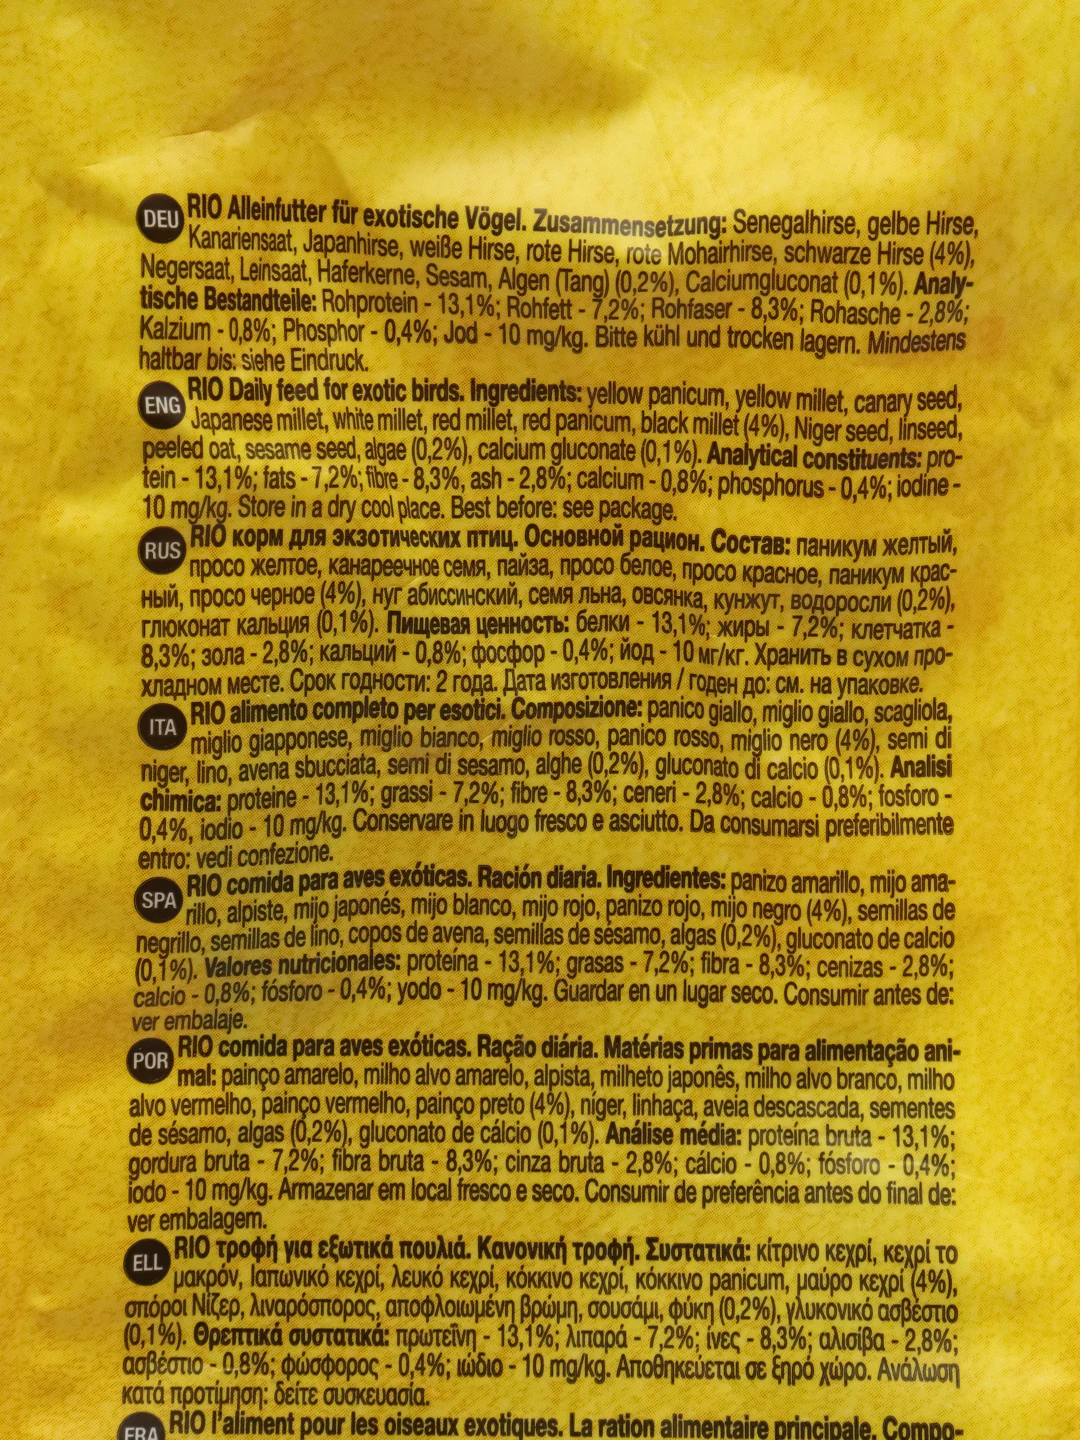 DEU RIO Alleinfutter für exotische Vögel. Zusammensetzung: Senegalhirse, gelbe Hirse,
Kanariensaat, Japanhirse, weiße Hirse, rote Hirse, rote Mohairhirse, schwarze Hirse (4%),
Negersaat, Leinsaat, Haferkerne, Sesam, Algen (Tang) (0,2%), Calciumgluconat (0,1%). Analy-
tische Bestandteile: Rohprotein - 13,1%; Rohfett - 7,2%; Rohfaser - 8,3%; Rohasche - 2,8%;
Kalzium - 0,8%; Phosphor - 0,4%; Jod - 10 mg/kg. Bitte kühl und trocken lagern. Mindestens
haltbar bis: siehe Eindruck.
ENG RIO Daily feed for exotic birds. Ingredients: yellow panicum, yellow millet, canary seed,
Japanese millet, white millet, red millet, red panicum, black millet (4%), Niger seed, linseed,
peeled oat, sesame seed, algae (0,2%), calcium gluconate (0,1%). Analytical constituents: pro-
tein - 13,1%; fats - 7,2%; fibre - 8,3%, ash - 2,8%; calcium - 0,8%; phosphorus - 0,4%; iodine -
10 mg/kg. Store in a dry cool place. Best before: see package.
RUS RIO корм для экзотических птиц. Основной рацион. Состав: паникум желтый,
просо желтое, канареечное семя, пайза, просо белое, просо красное, паникум крас-
ный, просо черное (4%), нуг абиссинский, семя льна, овсянка, кунжут, водоросли (0,2%),
глюконат кальция (0,1%). Пищевая ценность: белки - 13,1%; жиры - 7,2%; клетчатка -
8,3%; зола - 2,8%; кальций - 0,8%; фосфор - 0,4%; йод - 10 мг/кг. Хранить в сухом про-
хладном месте. Срок годности: 2 года. Дата изготовления / годен до: см. на упаковке.
ITA RIO alimento completo per esotici. Composizione: panico giallo, miglio giallo, scagliola,
miglio giapponese, miglio bianco, miglio rosso, panico rosso, miglio nero (4%), semi di
niger, lino, avena sbucciata, semi di sesamo, alghe (0,2%), gluconato di calcio (0,1%). Analisi
chimica: proteine - 13,1%; grassi - 7,2%; fibre - 8,3%; ceneri - 2,8%; calcio - 0,8%; fosforo -
0,4%, iodio - 10 mg/kg. Conservare in luogo fresco e asciutto. Da consumarsi preferibilmente
entro: vedi confezione.
SPA RIO comida para aves exóticas. Ración diaria. Ingredientes: panizo amarillo, mijo ama-
rillo, alpiste, mijo japonés, mijo blanco, mijo rojo, panizo rojo, mijo negro (4%), semillas de
negrillo, semillas de lino, copos de avena, semillas de sésamo, algas (0,2%), gluconato de calcio
(0,1%). Valores nutricionales: proteína - 13,1%; grasas - 7,2%; fibra - 8,3%; cenizas - 2,8%;
calcio - 0,8%; fósforo - 0,4%; yodo - 10 mg/kg. Guardar en un lugar seco. Consumir antes de:
ver embalaje.
POR RIO comida para aves exóticas. Ração diária. Matérias primas para alimentação ani-
mal: painço amarelo, milho alvo amarelo, alpista, milheto japonês, milho alvo branco, milho
alvo vermelho, painço vermelho, painço preto (4%), níger, linhaça, aveia descascada, sementes
de sésamo, algas (0,2%), gluconato de cálcio (0,1%). Análise média: proteína bruta - 13,1%;
gordura bruta - 7,2%; fibra bruta - 8,3%; cinza bruta - 2,8%; cálcio - 0,8%; fósforo - 0,4%;
iodo - 10 mg/kg. Armazenar em local fresco e seco. Consumir de preferência antes do final de:
ver embalagem.
ELL RIO τροφή για εξωτικά πουλιά. Κανονική τροφή. Συστατικά: κίτρινο κεχρί, κεχρί το
μακρόν, Ιαπωνικό κεχρί, λευκό κεχρί, κόκκινο κεχρί, κόκκινο panicum, μαύρο κεχρί (4%),
σπόροι Νίζερ, λιναρόσπορος, αποφλοιωμένη βρώμη, σουσάμι, φύκη (0,2%), γλυκονικό ασβέστιο
(0,1%). Θρεπτικά συστατικά: πρωτεΐνη - 13,1%; λιπαρά - 7,2%; ίνες - 8,3%; αλισίβα - 2,8%;
ασβέστιο - 0,8%; φώσφορος - 0,4%; ιώδιο - 10 mg/kg. Αποθηκεύεται σε ξηρό χώρο. Ανάλωση
κατά προτίμηση: δείτε συσκευασία.
FRA RIO l'aliment pour les oiseaux exotiques. La ration alimentaire principale. Compo-